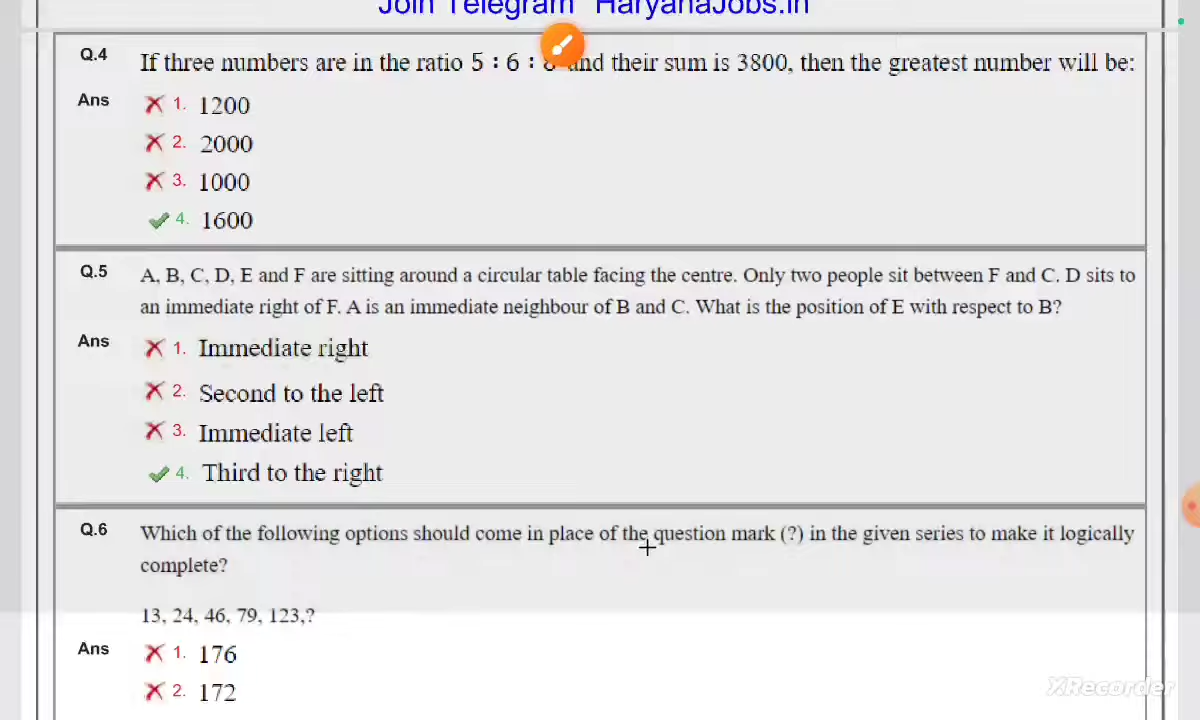 Join Telegram "HaryanaJobs.in
Q.4 If three numbers are in the ratio 5 : 6 : 8 and their sum is 3800, then the greatest number will be:
Ans 1. 1200
2. 2000
3. 1000
4. 1600
Q.5 A, B, C, D, E and F are sitting around a circular table facing the centre. Only two people sit between F and C. D sits to
an immediate right of F. A is an immediate neighbour of B and C. What is the position of E with respect to B?
Ans 1. Immediate right
2. Second to the left
3. Immediate left
4. Third to the right
Q.6 Which of the following options should come in place of the question mark (?) in the given series to make it logically
complete?
13, 24, 46, 79, 123,?
Ans 1. 176
2. 172
XRecorder